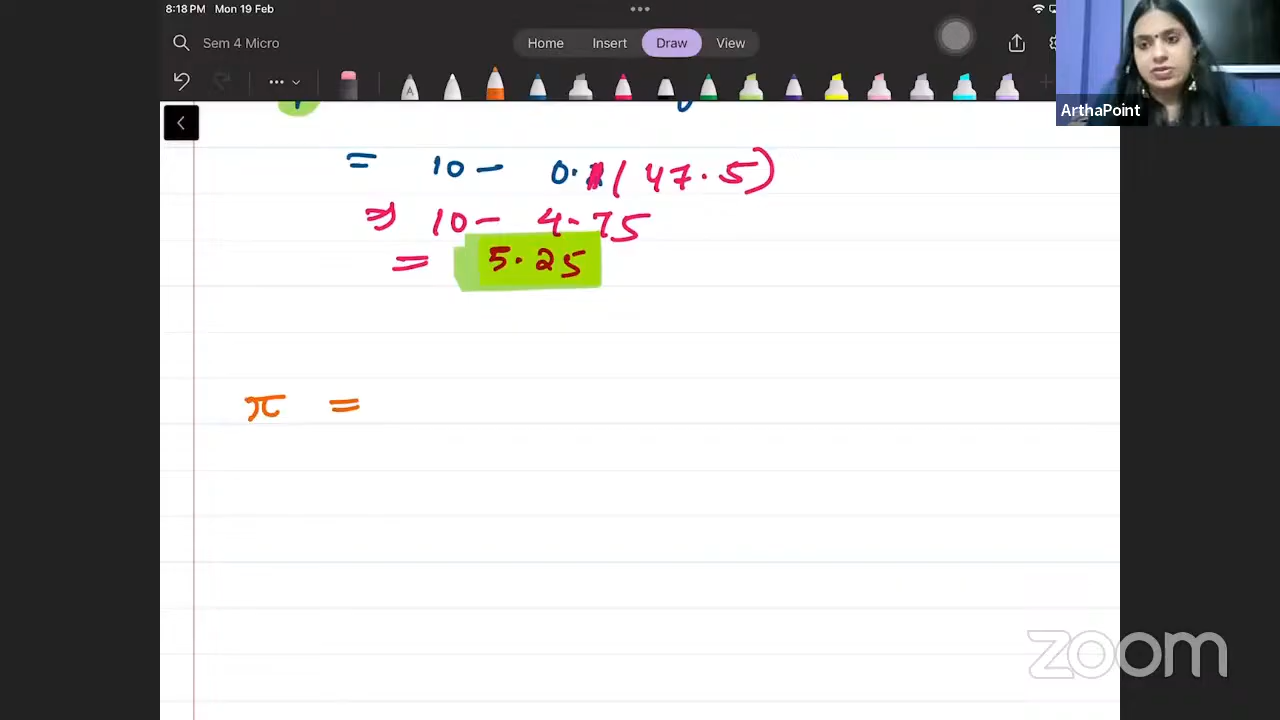 8:18 PM Mon 19 Feb
Sem 4 Micro
Home Insert Draw View
ArthaPoint
A
= 10 - 0.1 (47.5)
⇒ 10 - 4.75
= 5.25
π =
zoom